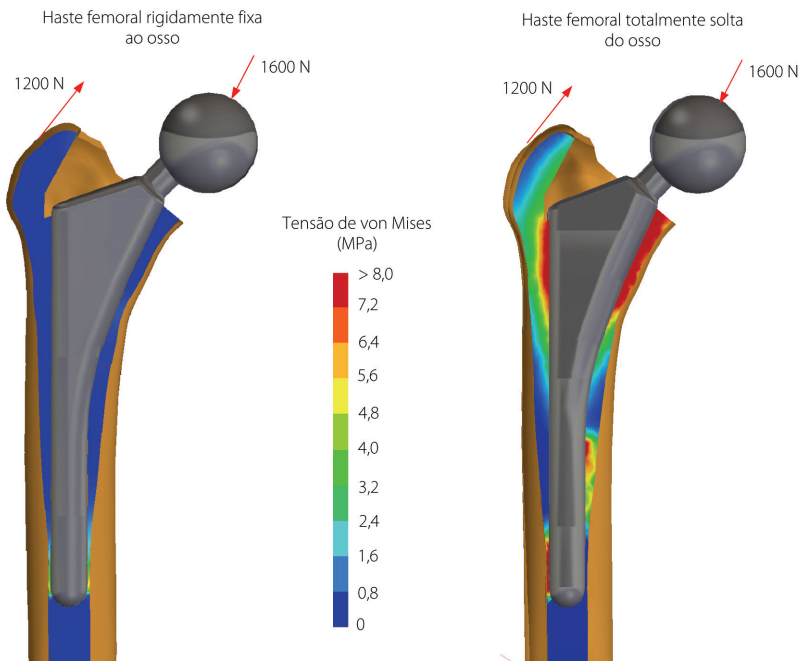 Haste femoral rigidamente fixa
ao osso
1200 N
1600 N
Haste femoral totalmente solta
do osso
1200 N
1600 N
Tensão de von Mises
(MPa)
> 8,0
7,2
6,4
5,6
4,8
4,0
3,2
2,4
1,6
0,8
0